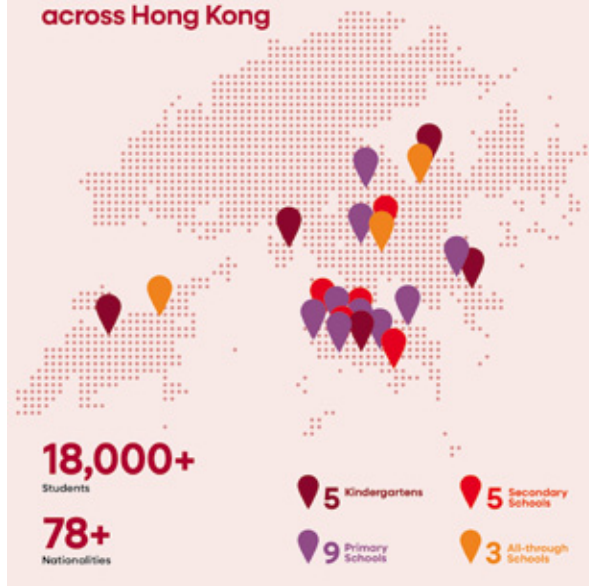 across Hong Kong
18,000+
Students
78+
Nationalities
5 Kindergartens
5 Secondary
Schools
9 Primary
Schools
3 All-through
Schools